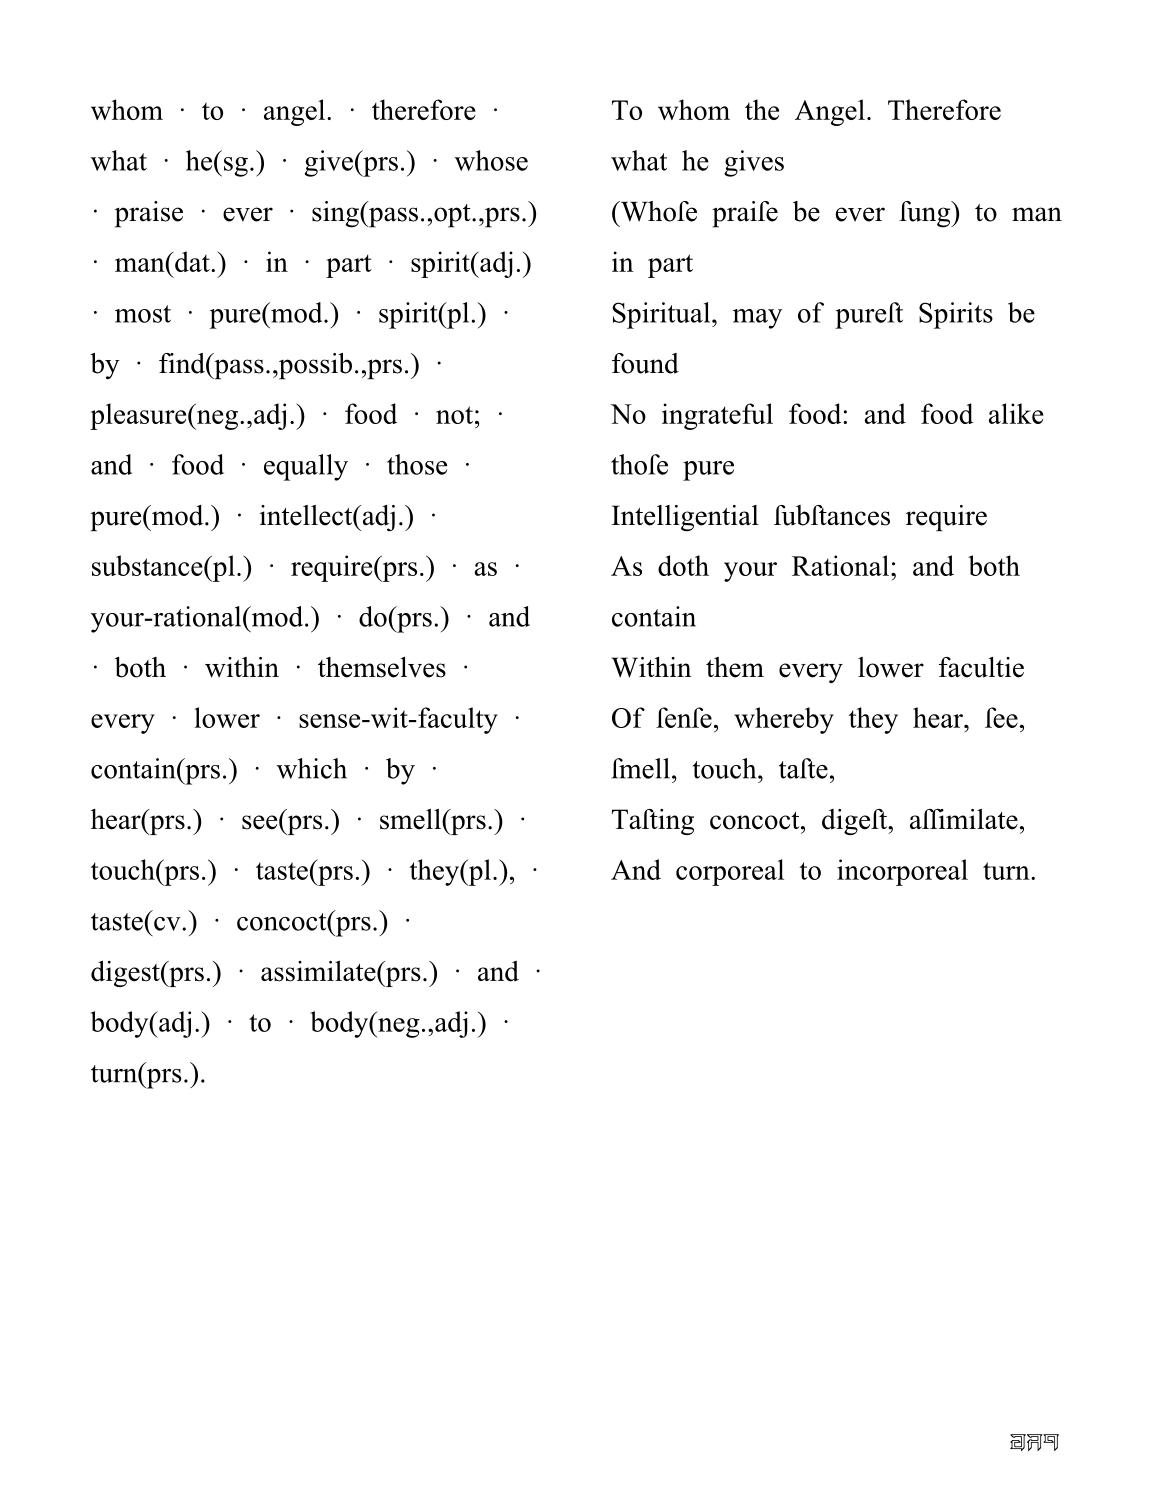 whom · to · angel. · therefore ·
what · he(sg.) · give(prs.) · whose
· praise · ever · sing(pass.,opt.,prs.)
· man(dat.) · in · part · spirit(adj.)
· most · pure(mod.) · spirit(pl.) ·
by · find(pass.,possib.,prs.) ·
pleasure(neg.,adj.) · food · not; ·
and · food · equally · those ·
pure(mod.) · intellect(adj.) ·
substance(pl.) · require(prs.) · as ·
your-rational(mod.) · do(prs.) · and
· both · within · themselves ·
every · lower · sense-wit-faculty ·
contain(prs.) · which · by ·
hear(prs.) · see(prs.) · smell(prs.) ·
touch(prs.) · taste(prs.) · they(pl.), ·
taste(cv.) · concoct(prs.) ·
digest(prs.) · assimilate(prs.) · and ·
body(adj.) · to · body(neg.,adj.) ·
turn(prs.).
To whom the Angel. Therefore
what he gives
(Whoſe praiſe be ever ſung) to man
in part
Spiritual, may of pureſt Spirits be
found
No ingrateful food: and food alike
thoſe pure
Intelligential ſubſtances require
As doth your Rational; and both
contain
Within them every lower facultie
Of ſenſe, whereby they hear, ſee,
ſmell, touch, taſte,
Taſting concoct, digeſt, aſſimilate,
And corporeal to incorporeal turn.